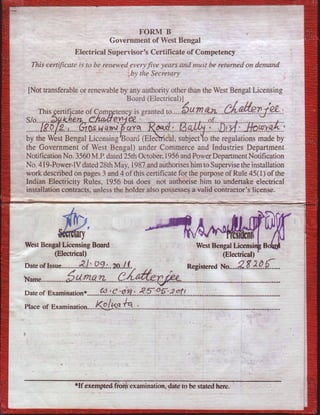 FORM B
Government of West Bengal
Electrical Supervisor's Certificate of Competency
This certificate is to be renewed every five years and must be returned on demand
by the Secretary
[Not transferable or renewable by any authority other than the West Bengal Licensing
Board (Electrical)]
This certificate of Competency is granted to Suman Chatterjee.
S/o Sukhen Chatterjee of
180/2, Goswami Para Road. Bally. Dist Howrah
by the West Bengal Licensing Board (Electrical, subject to the regulations made by
the Government of West Bengal) under Commerce and Industries Department
Notification No. 3560 M.P. dated 25th October, 1956 and Power Department Notification
No. 419-Power-IV dated 28th May, 1987 and authorises him to Supervise the installation
work described on pages 3 and 4 of this certificate for the purpose of Rule 45(1) of the
Indian Electricity Rules, 1956 but does not authorise him to undertake electrical
installation contracts, unless the holder also possesses a valid contractor's license.
Secretary President
West Bengal Licensing Board West Bengal Licensing Board
(Electrical) (Electrical)
Date of Issue 21.09. 2011 Registered No. 28205
Name Suman Chatterjee
Date of Examination* W.C.on. 25-05-2011
Place of Examination Kolkata.
*If exempted from examination, date to be stated here.